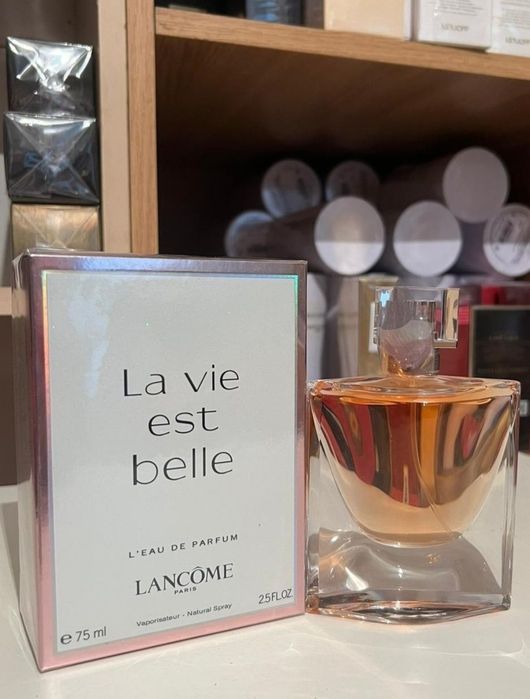 La vie
est
belle
L'EAU DE PARFUM
LANCÔME
PARIS
Vaporisateur - Natural Spray
e 75 ml
2.5 FL.OZ.